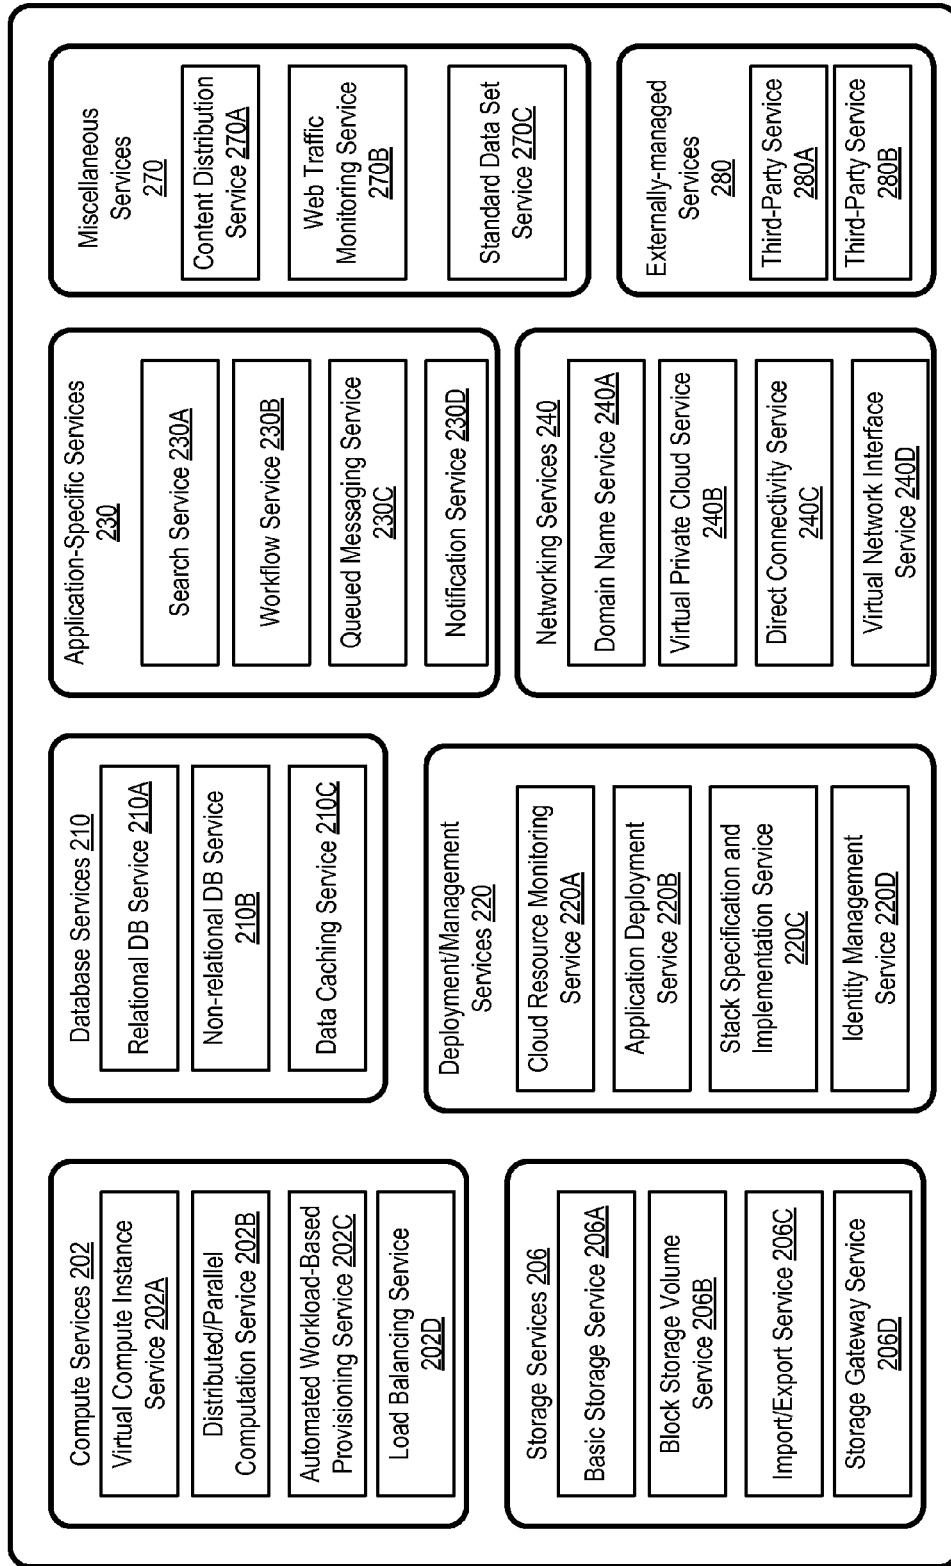 Compute Services 202
Virtual Compute Instance
Service 202A
Distributed/Parallel
Computation Service 202B
Automated Workload-Based
Provisioning Service 202C
Load Balancing Service
202D
Storage Services 206
Basic Storage Service 206A
Block Storage Volume
Service 206B
Import/Export Service 206C
Storage Gateway Service
206D
Database Services 210
Relational DB Service 210A
Non-relational DB Service
210B
Data Caching Service 210C
Deployment/Management
Services 220
Cloud Resource Monitoring
Service 220A
Application Deployment
Service 220B
Stack Specification and
Implementation Service
220C
Identity Management
Service 220D
Application-Specific Services
230
Search Service 230A
Workflow Service 230B
Queued Messaging Service
230C
Notification Service 230D
Networking Services 240
Domain Name Service 240A
Virtual Private Cloud Service
240B
Direct Connectivity Service
240C
Virtual Network Interface
Service 240D
Miscellaneous
Services
270
Content Distribution
Service 270A
Web Traffic
Monitoring Service
270B
Standard Data Set
Service 270C
Externally-managed
Services
280
Third-Party Service
280A
Third-Party Service
280B